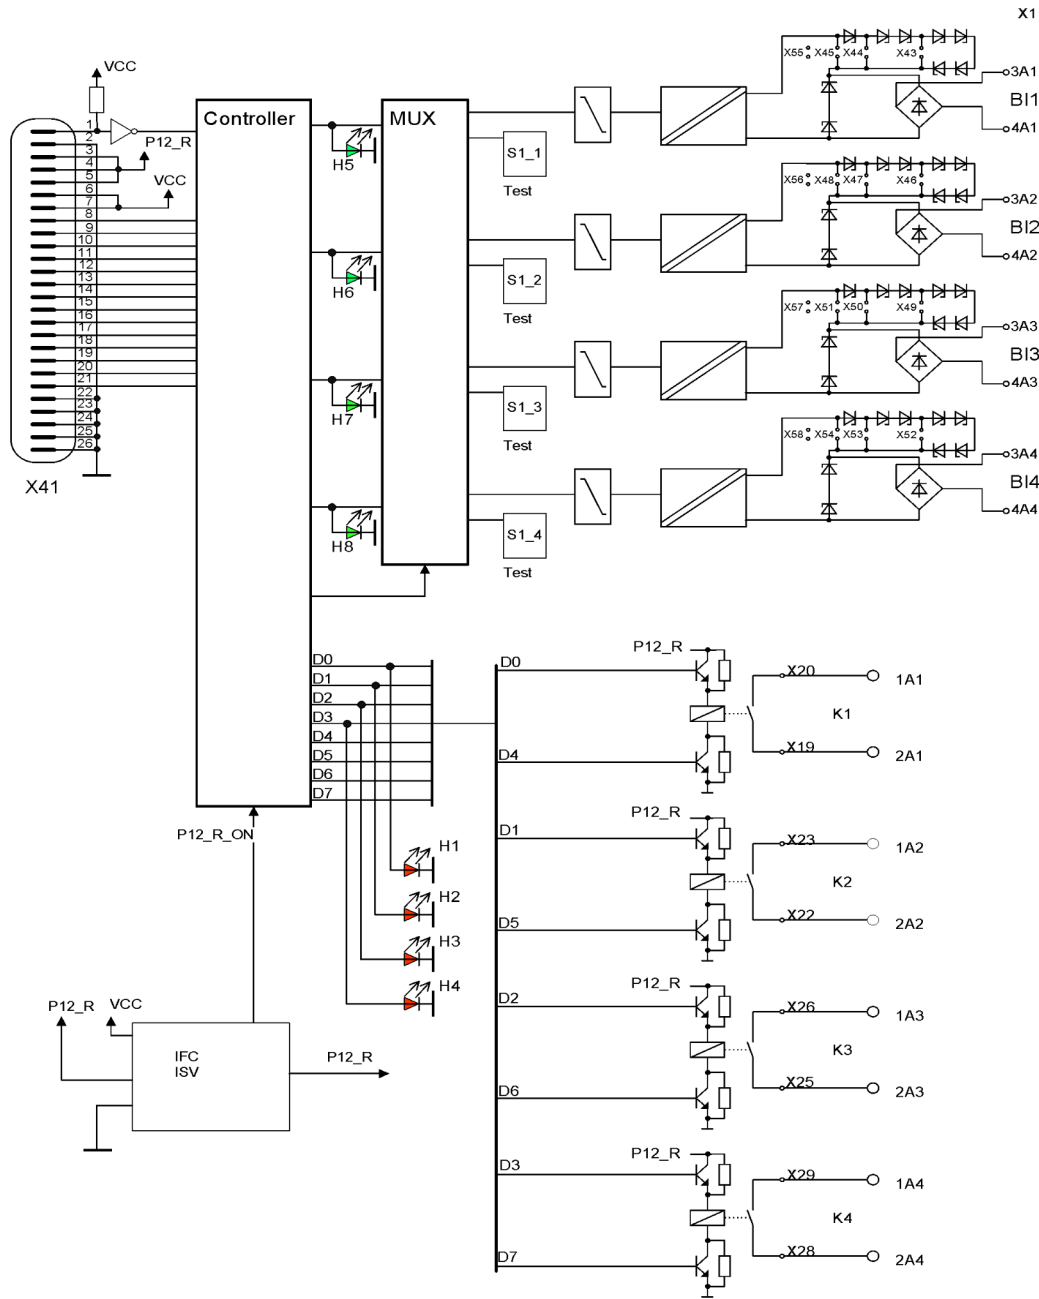 X1
VCC
Controller
MUX
1
2
3
4
5
6
7
8
9
10
11
12
13
14
15
16
17
18
19
20
21
22
23
24
25
26
P12_R
VCC
X41
H5
H6
H7
H8
S1_1
Test
S1_2
Test
S1_3
Test
S1_4
Test
X55 X45 X44 X43
3A1
BI1
4A1
X56 X48 X47 X46
3A2
BI2
4A2
X57 X51 X50 X49
3A3
BI3
4A3
X58 X54 X53 X52
3A4
BI4
4A4
D0
D1
D2
D3
D4
D5
D6
D7
P12_R_ON
H1
H2
H3
H4
P12_R VCC
IFC
ISV
P12_R
D0 P12_R X20 1A1
K1
D4 X19 2A1
D1 P12_R X23 1A2
K2
D5 X22 2A2
D2 P12_R X26 1A3
K3
D6 X25 2A3
D3 P12_R X29 1A4
K4
D7 X28 2A4